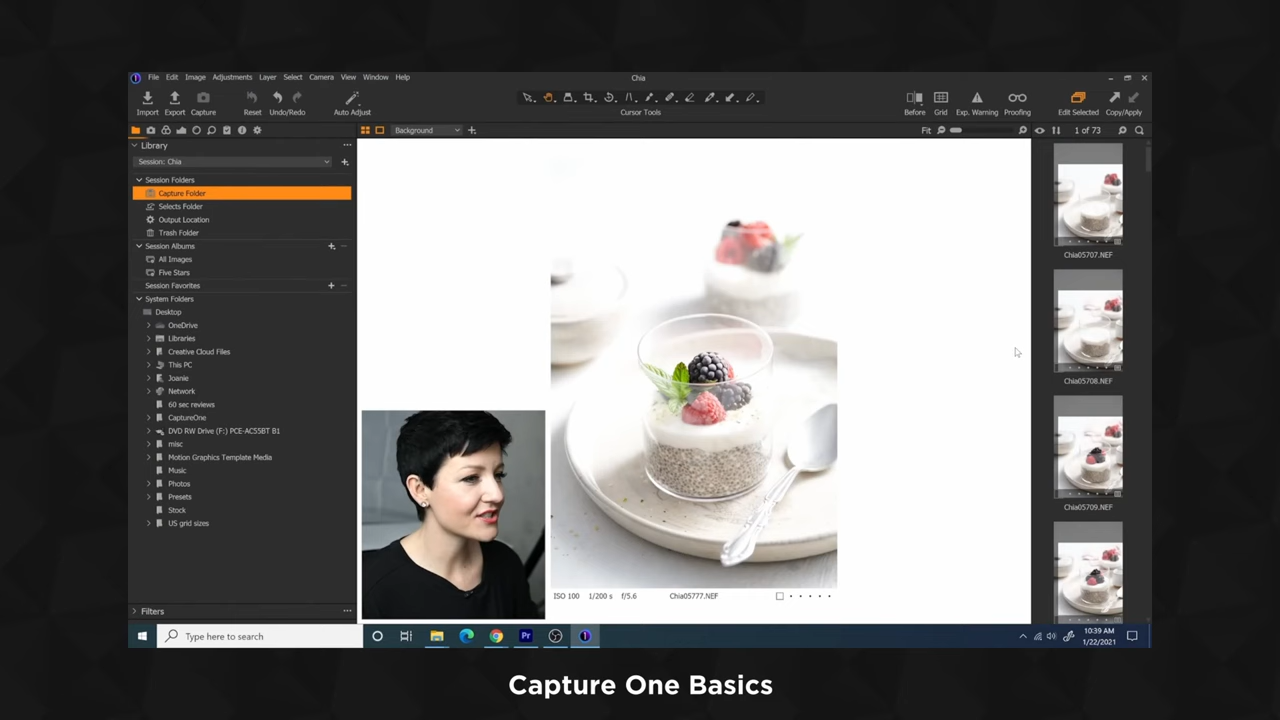 File Edit Image Adjustments Layer Select Camera View Window Help
Chia
Import Export Capture Reset Undo/Redo Auto Adjust
Cursor Tools
Before Grid Exp. Warning Proofing Edit Selected Copy/Apply
Background
Fit
1 of 73
Library
Session: Chia
Session Folders
Capture Folder
Selects Folder
Output Location
Trash Folder
Session Albums
All Images
Five Stars
Session Favorites
System Folders
Desktop
OneDrive
Libraries
Creative Cloud Files
This PC
Joanie
Network
60 sec reviews
CaptureOne
DVD RW Drive (F:) PCE-AC55BT B1
misc
Motion Graphics Template Media
Music
Photos
Presets
Stock
US grid sizes
Filters
ISO 100 1/200 s f/5.6 Chia05777.NEF
Chia05707.NEF
Chia05708.NEF
Chia05709.NEF
Type here to search
Pr
10:39 AM
1/22/2021
Capture One Basics